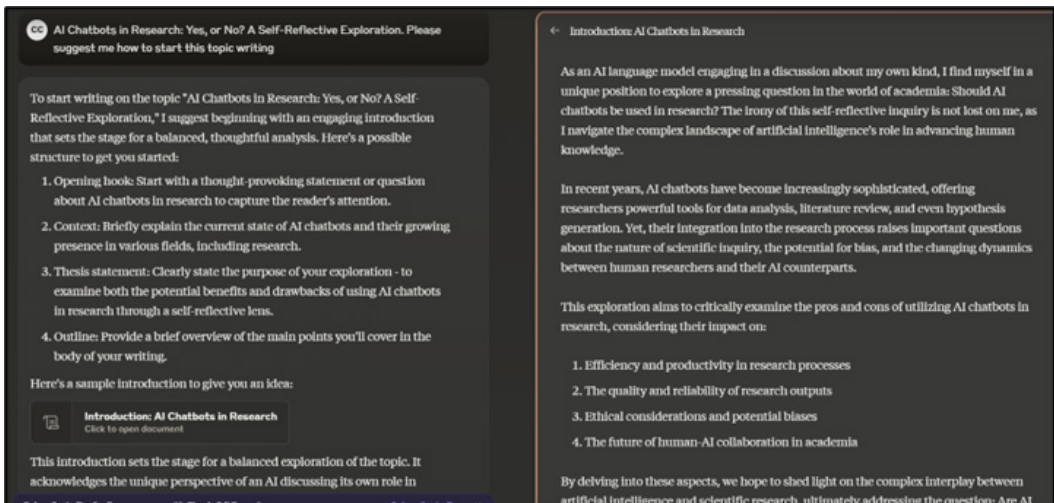 CC
AI Chatbots in Research: Yes, or No? A Self-Reflective Exploration. Please
suggest me how to start this topic writing
To start writing on the topic "AI Chatbots in Research: Yes, or No? A Self-
Reflective Exploration," I suggest beginning with an engaging introduction
that sets the stage for a balanced, thoughtful analysis. Here's a possible
structure to get you started:
1. Opening hook: Start with a thought-provoking statement or question
about AI chatbots in research to capture the reader's attention.
2. Context: Briefly explain the current state of AI chatbots and their growing
presence in various fields, including research.
3. Thesis statement: Clearly state the purpose of your exploration - to
examine both the potential benefits and drawbacks of using AI chatbots
in research through a self-reflective lens.
4. Outline: Provide a brief overview of the main points you'll cover in the
body of your writing.
Here's a sample introduction to give you an idea:
Introduction: AI Chatbots in Research
Click to open document
This introduction sets the stage for a balanced exploration of the topic. It
acknowledges the unique perspective of an AI discussing its own role in
← Introduction: AI Chatbots in Research
As an AI language model engaging in a discussion about my own kind, I find myself in a
unique position to explore a pressing question in the world of academia: Should AI
chatbots be used in research? The irony of this self-reflective inquiry is not lost on me, as
I navigate the complex landscape of artificial intelligence's role in advancing human
knowledge.
In recent years, AI chatbots have become increasingly sophisticated, offering
researchers powerful tools for data analysis, literature review, and even hypothesis
generation. Yet, their integration into the research process raises important questions
about the nature of scientific inquiry, the potential for bias, and the changing dynamics
between human researchers and their AI counterparts.
This exploration aims to critically examine the pros and cons of utilizing AI chatbots in
research, considering their impact on:
1. Efficiency and productivity in research processes
2. The quality and reliability of research outputs
3. Ethical considerations and potential biases
4. The future of human-AI collaboration in academia
By delving into these aspects, we hope to shed light on the complex interplay between
artificial intelligence and scientific research, ultimately addressing the question: Are AI